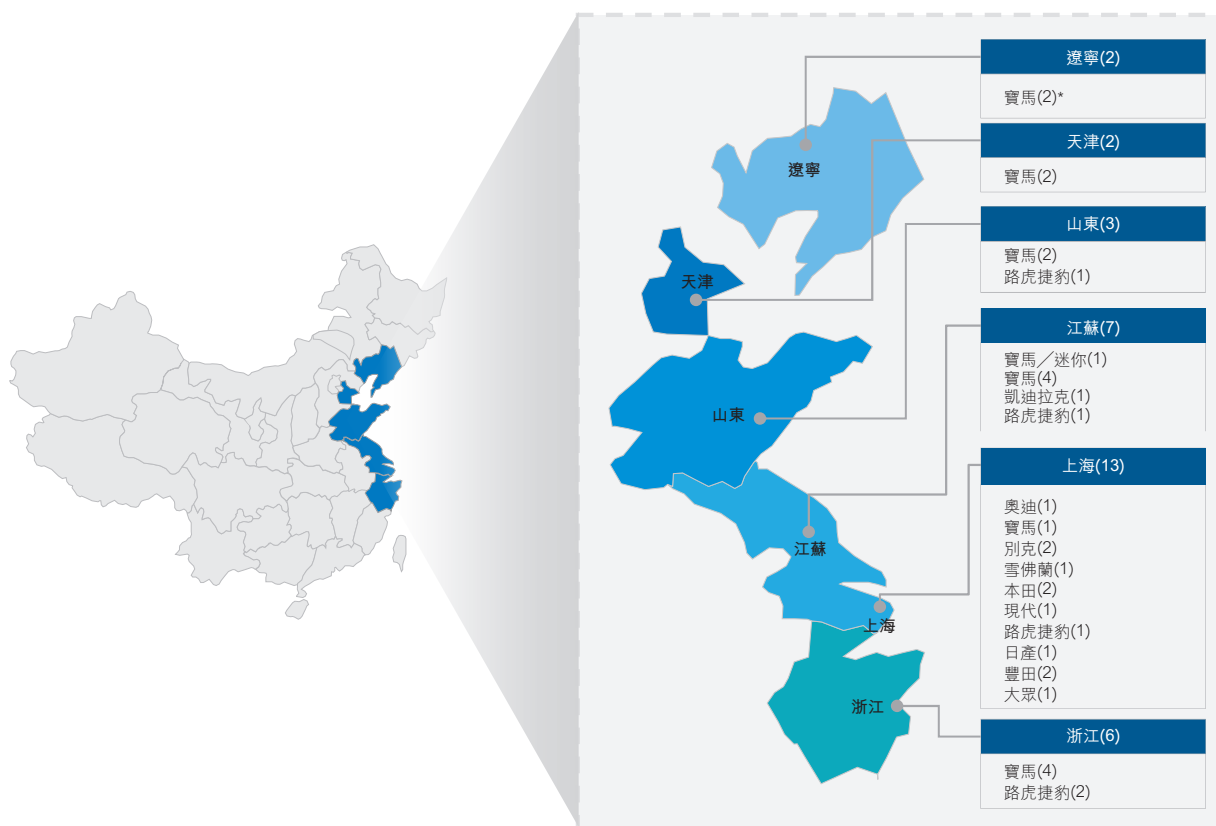 遼寧(2)
寶馬(2)*
遼寧
天津(2)
寶馬(2)
山東(3)
寶馬(2)
路虎捷豹(1)
天津
江蘇(7)
寶馬／迷你(1)
寶馬(4)
凱迪拉克(1)
路虎捷豹(1)
山東
上海(13)
奧迪(1)
寶馬(1)
別克(2)
雪佛蘭(1)
本田(2)
現代(1)
路虎捷豹(1)
日產(1)
豐田(2)
大眾(1)
江蘇
上海
浙江
浙江(6)
寶馬(4)
路虎捷豹(2)